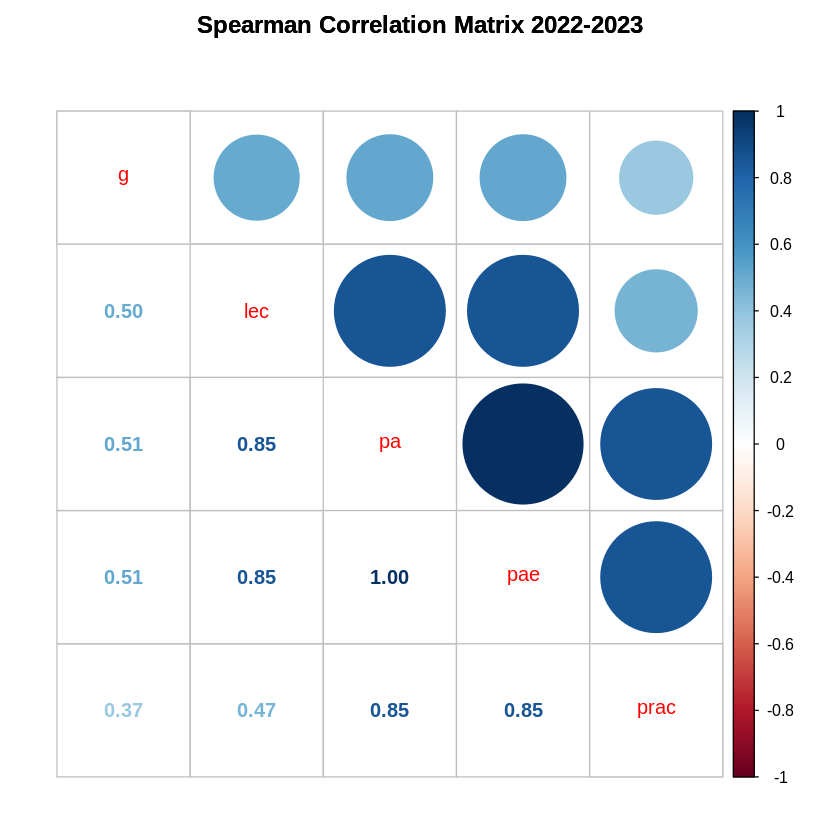 Spearman Correlation Matrix 2022-2023
g
0.50 lec
0.51 0.85 pa
0.51 0.85 1.00 pae
0.37 0.47 0.85 0.85 prac
1
0.8
0.6
0.4
0.2
0
-0.2
-0.4
-0.6
-0.8
-1